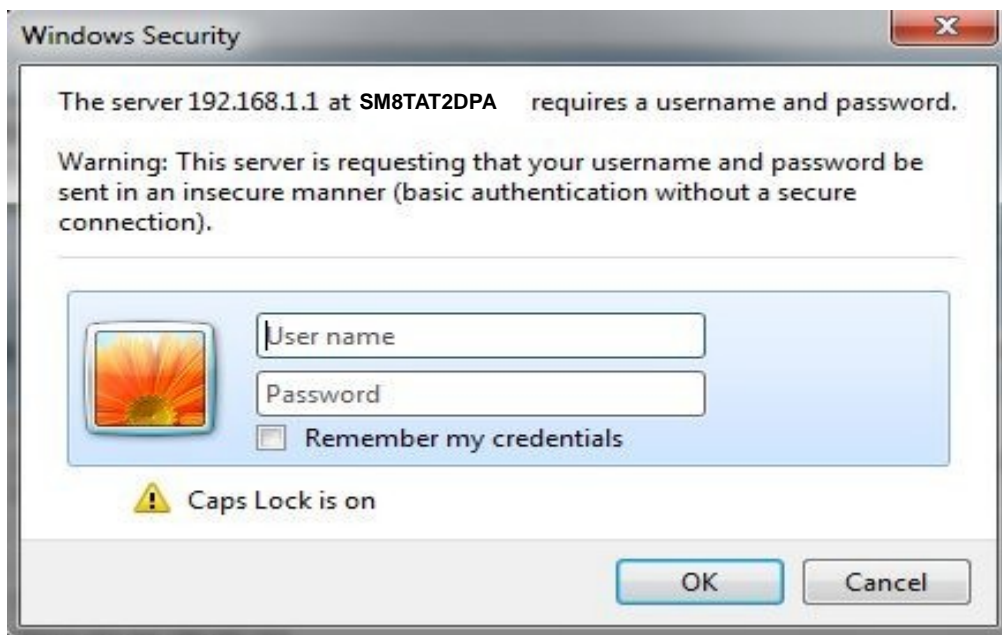 Windows Security
The server 192.168.1.1 at SM8TAT2DPA requires a username and password.
Warning: This server is requesting that your username and password be
sent in an insecure manner (basic authentication without a secure
connection).
User name
Password
Remember my credentials
Caps Lock is on
OK Cancel